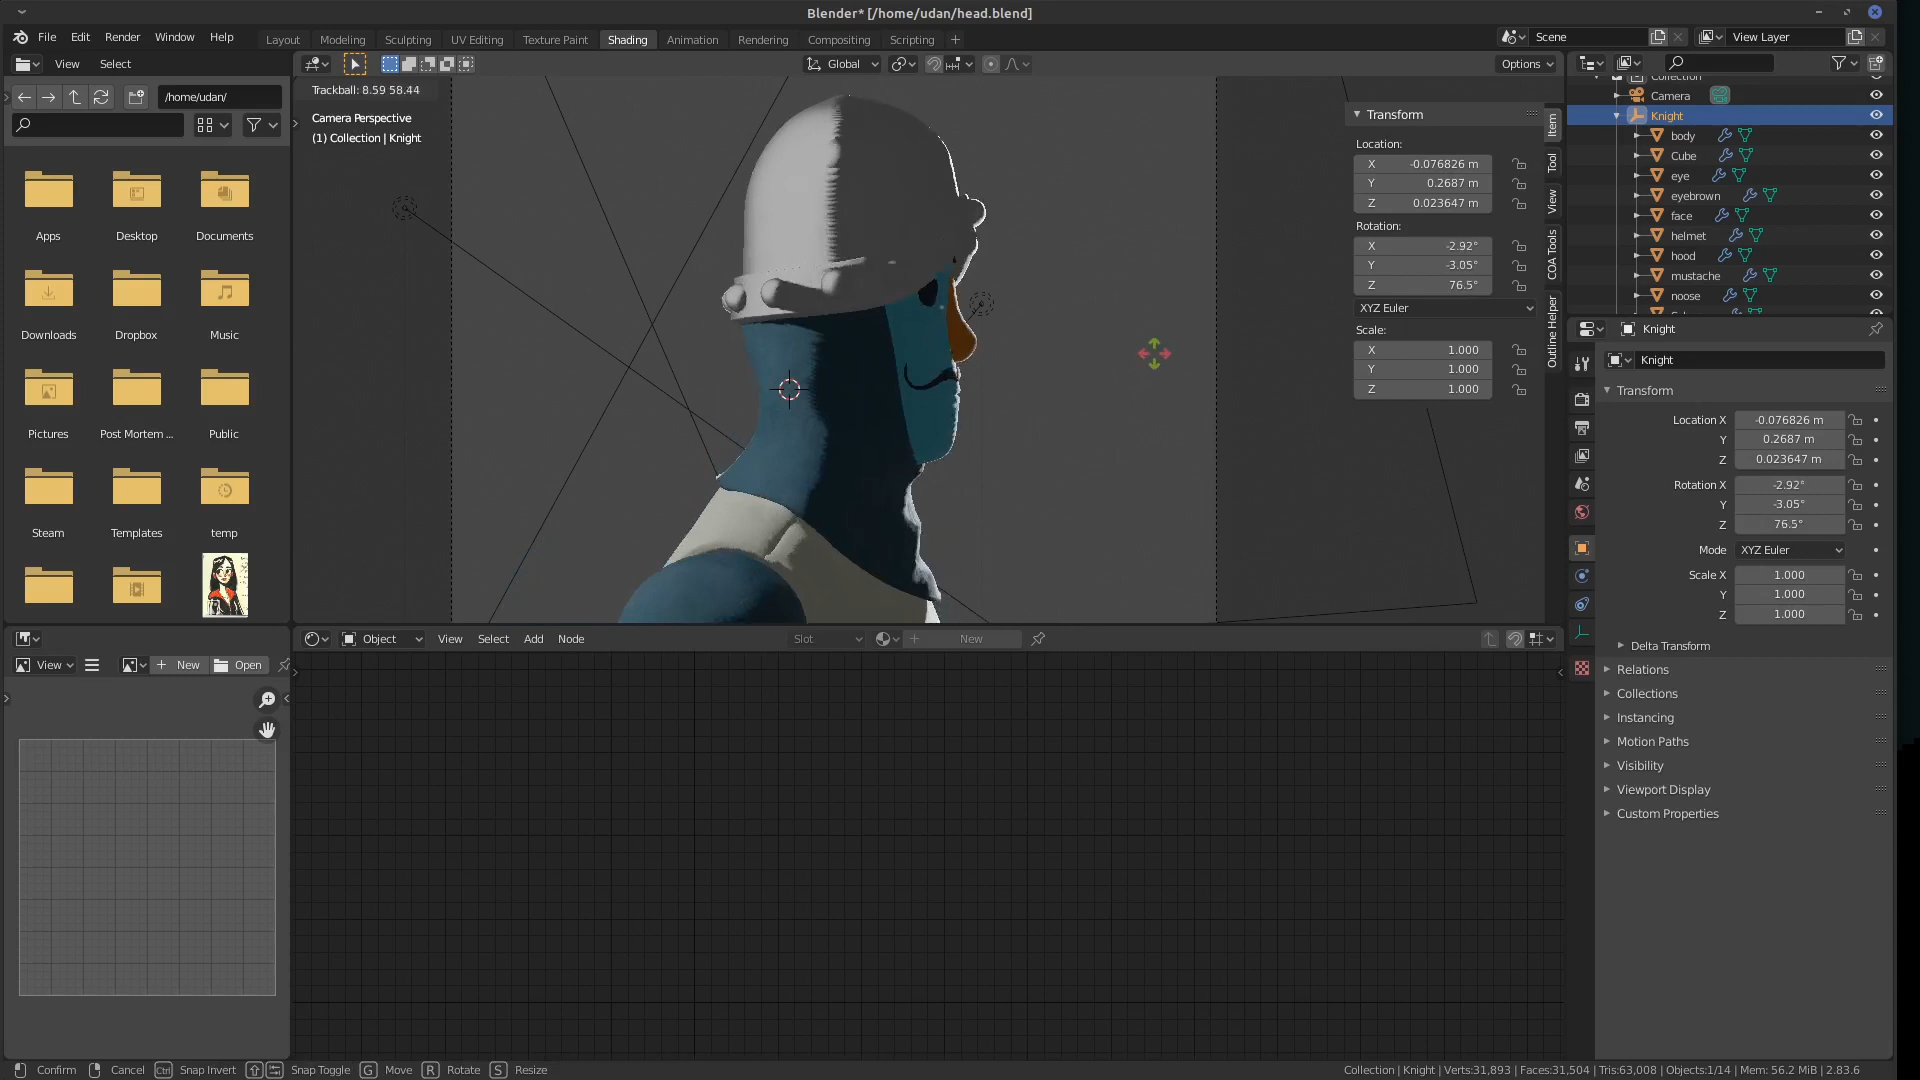 Blender* [/home/udan/head.blend]
File Edit Render Window Help
Layout Modeling Sculpting UV Editing Texture Paint Shading Animation Rendering Compositing Scripting +
Scene
View Layer
View Select
Global
Options
/home/udan/
Apps Desktop Documents
Downloads Dropbox Music
Pictures Post Mortem ... Public
Steam Templates temp
Trackball: 8.59 58.44
Camera Perspective
(1) Collection | Knight
Transform
Location:
X -0.076826 m
Y 0.2687 m
Z 0.023647 m
Rotation:
X -2.92°
Y -3.05°
Z 76.5°
XYZ Euler
Scale:
X 1.000
Y 1.000
Z 1.000
Item
Tool
View
COA Tools
Outline Helper
Collection
Camera
Knight
body
Cube
eye
eyebrown
face
helmet
hood
mustache
noose
Knight
Knight
Transform
Location X -0.076826 m
Y 0.2687 m
Z 0.023647 m
Rotation X -2.92°
Y -3.05°
Z 76.5°
Mode XYZ Euler
Scale X 1.000
Y 1.000
Z 1.000
Delta Transform
Relations
Collections
Instancing
Motion Paths
Visibility
Viewport Display
Custom Properties
View + New Open
Object View Select Add Node Slot + New
Confirm Cancel Ctrl Snap Invert Snap Toggle G Move R Rotate S Resize
Collection | Knight | Verts:31,893 | Faces:31,504 | Tris:63,008 | Objects:1/14 | Mem: 56.2 MiB | 2.83.6